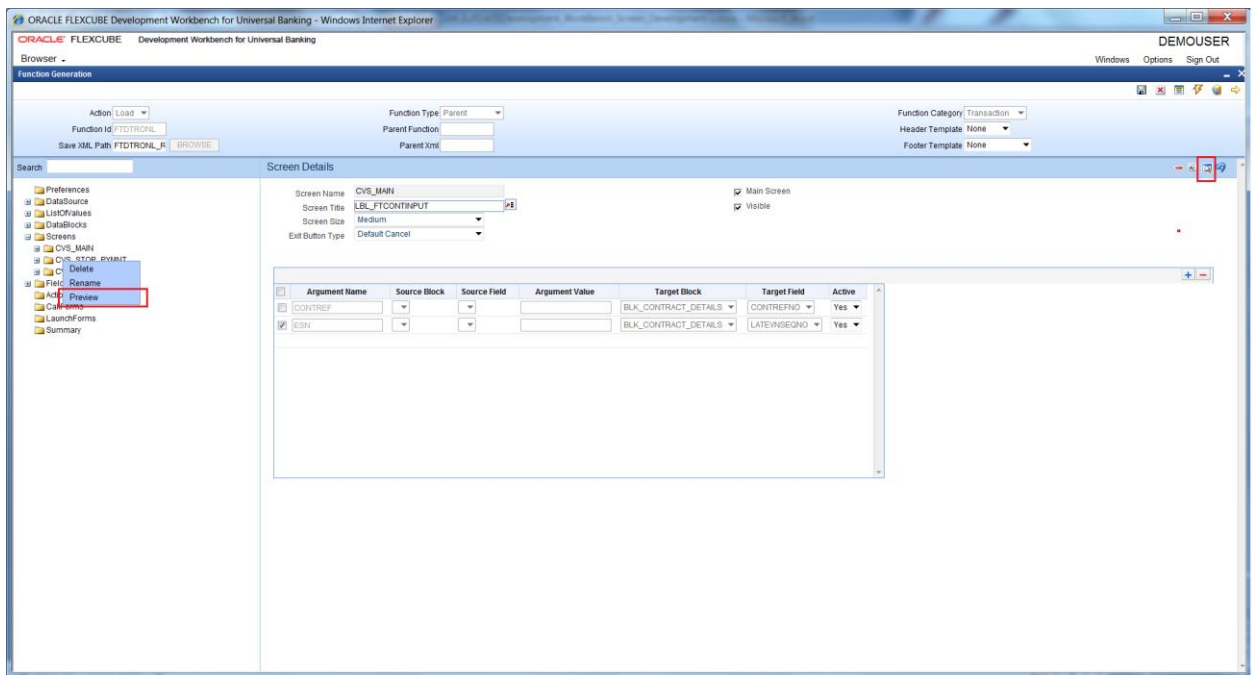 ORACLE FLEXCUBE Development Workbench for Universal Banking - Windows Internet Explorer
ORACLE FLEXCUBE Development Workbench for Universal Banking
DEMOUSER
Browser
Windows Options Sign Out
Function Generation
Action Load Function Type Parent Function Category Transaction
Function Id FTDTRONL Parent Function Header Template None
Save XML Path FTDTRONL_R BROWSE Parent Xml Footer Template None
Search
Screen Details
Preferences
DataSource
ListOfValues
DataBlocks
Screens
CVS_MAIN
CVS_STOP_PYMNT
Delete
Rename
Preview
LaunchForms
Summary
Screen Name CVS_MAIN Main Screen
Screen Title LBL_FTCONTINPUT Visible
Screen Size Medium
Exit Button Type Default Cancel
Argument Name Source Block Source Field Argument Value Target Block Target Field Active
CONTREF BLK_CONTRACT_DETAILS CONTREFNO Yes
ESN BLK_CONTRACT_DETAILS LATEVNSEQNO Yes